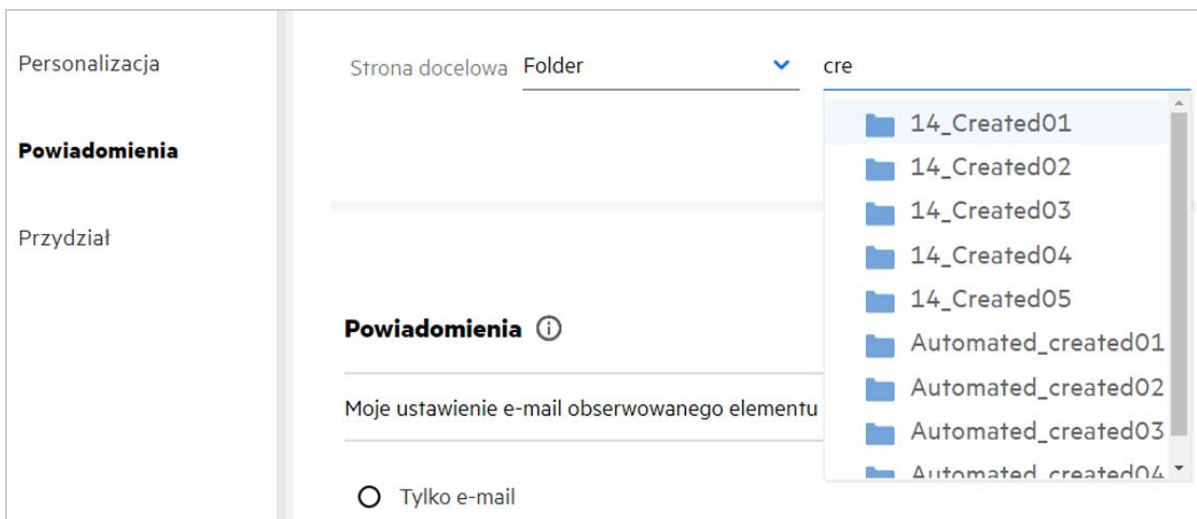 Personalizacja
Powiadomienia
Przydział
Strona docelowa Folder cre
14_Created01
14_Created02
14_Created03
14_Created04
14_Created05
Automated_created01
Automated_created02
Automated_created03
Automated_created04
Powiadomienia
Moje ustawienie e-mail obserwowanego elementu
Tylko e-mail